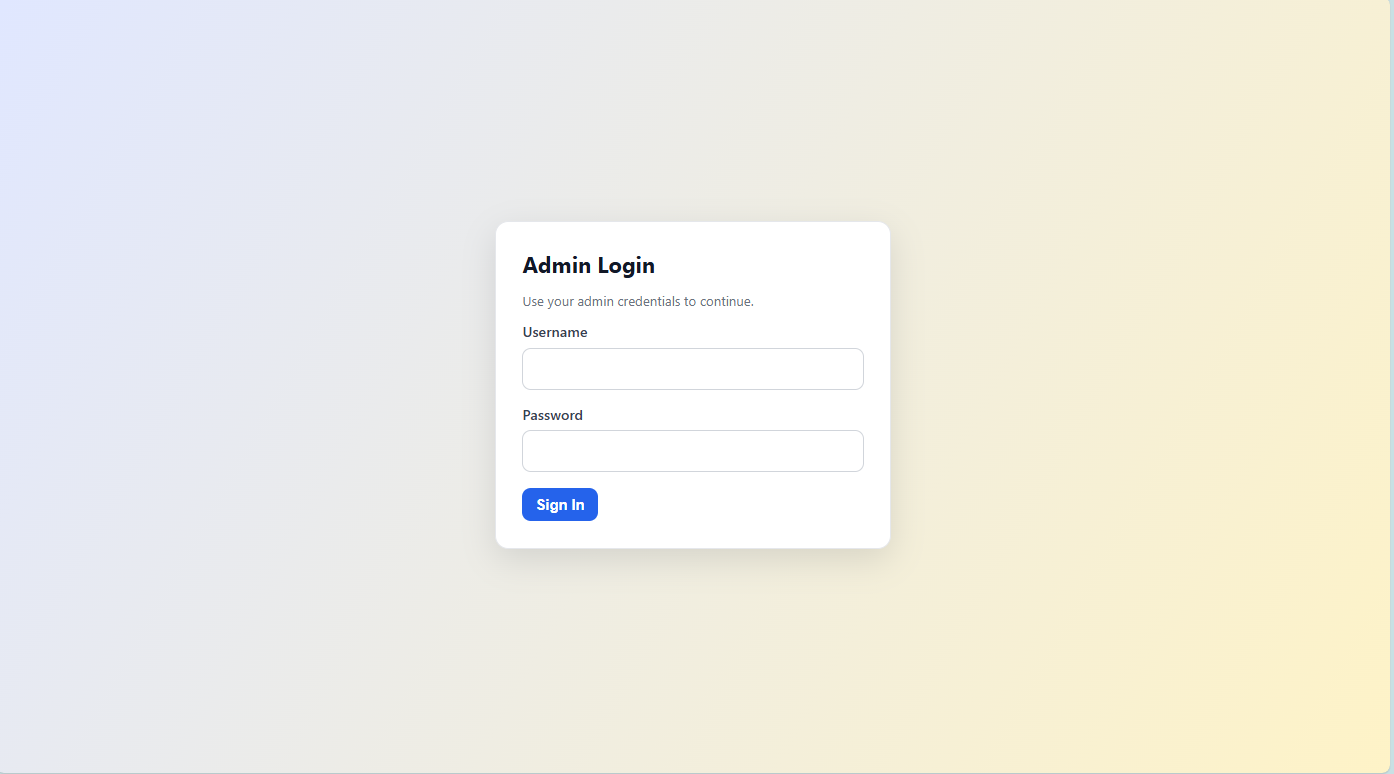 Admin Login
Use your admin credentials to continue.
Username
Password
Sign In